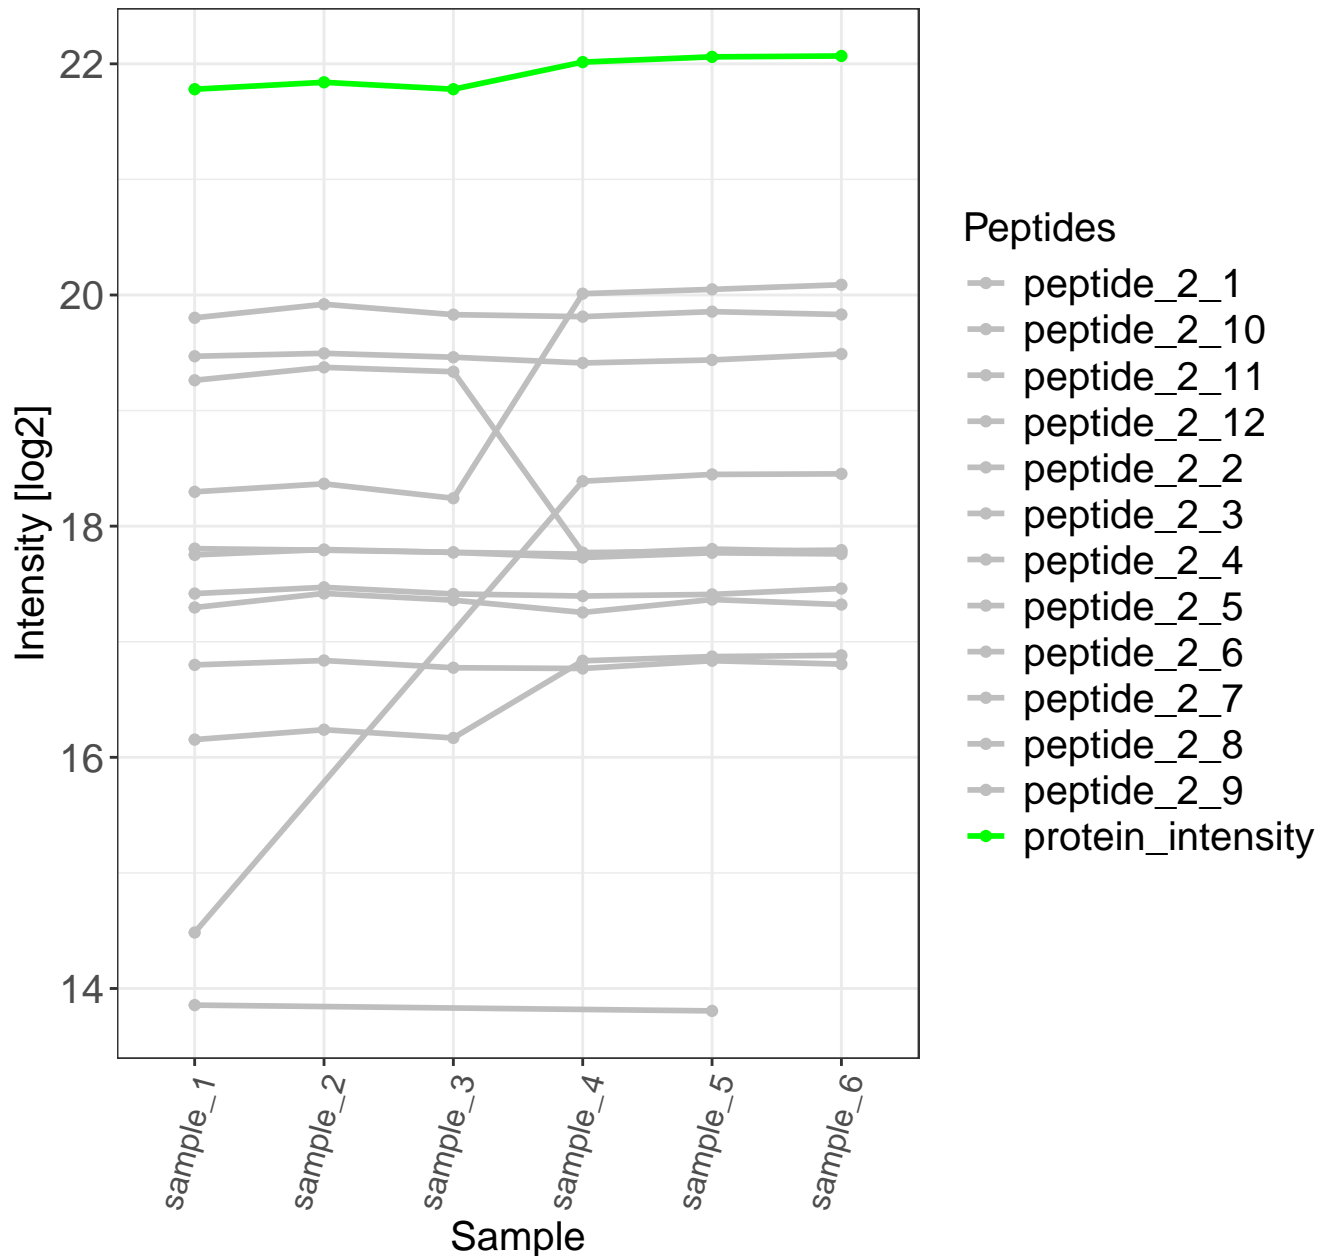 22
20
18
16
14
Intensity [log2]
sample_1
sample_2
sample_3
sample_4
sample_5
sample_6
Sample
Peptides
peptide_2_1
peptide_2_10
peptide_2_11
peptide_2_12
peptide_2_2
peptide_2_3
peptide_2_4
peptide_2_5
peptide_2_6
peptide_2_7
peptide_2_8
peptide_2_9
protein_intensity